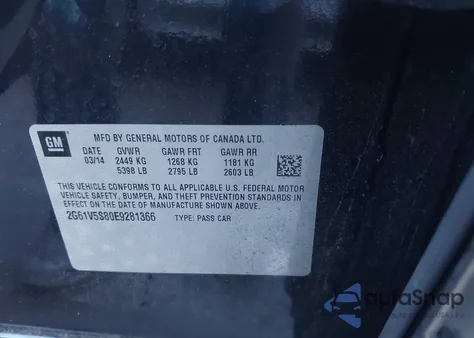 GM
MFD BY GENERAL MOTORS OF CANADA LTD.
DATE GVWR GAWR FRT GAWR RR
03/14 2449 KG 1268 KG 1181 KG
5398 LB 2795 LB 2603 LB
THIS VEHICLE CONFORMS TO ALL APPLICABLE U.S. FEDERAL MOTOR
VEHICLE SAFETY, BUMPER, AND THEFT PREVENTION STANDARDS IN
EFFECT ON THE DATE OF MANUFACTURE SHOWN ABOVE.
2G61V5S80E9281366 TYPE: PASS CAR
AptaSnap